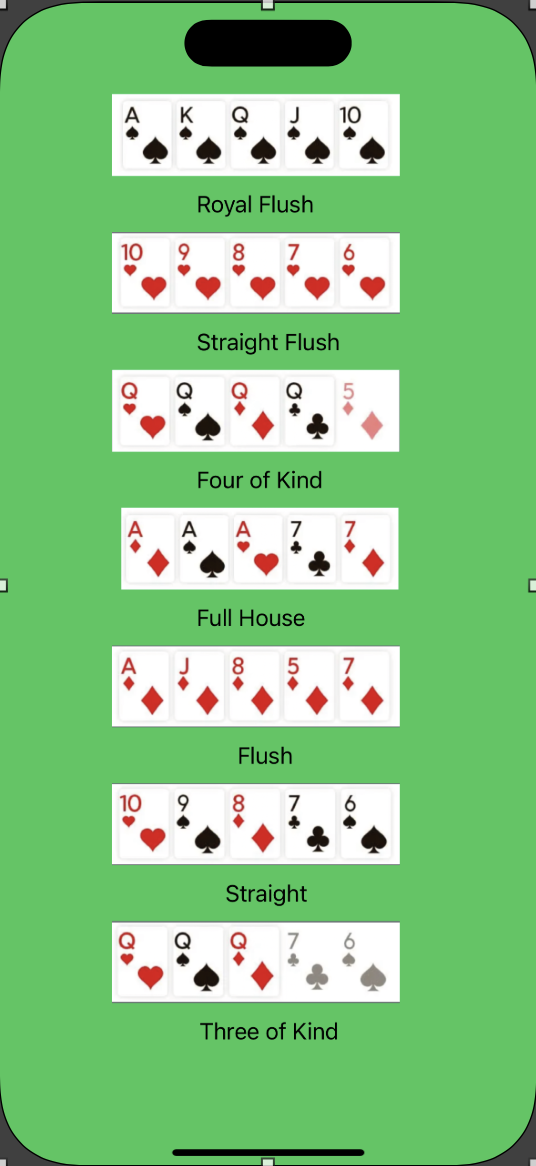 A K Q J 10
Royal Flush
10 9 8 7 6
Straight Flush
Q Q Q Q 5
Four of Kind
A A A 7 7
Full House
A J 8 5 7
Flush
10 9 8 7 6
Straight
Q Q Q 7 6
Three of Kind